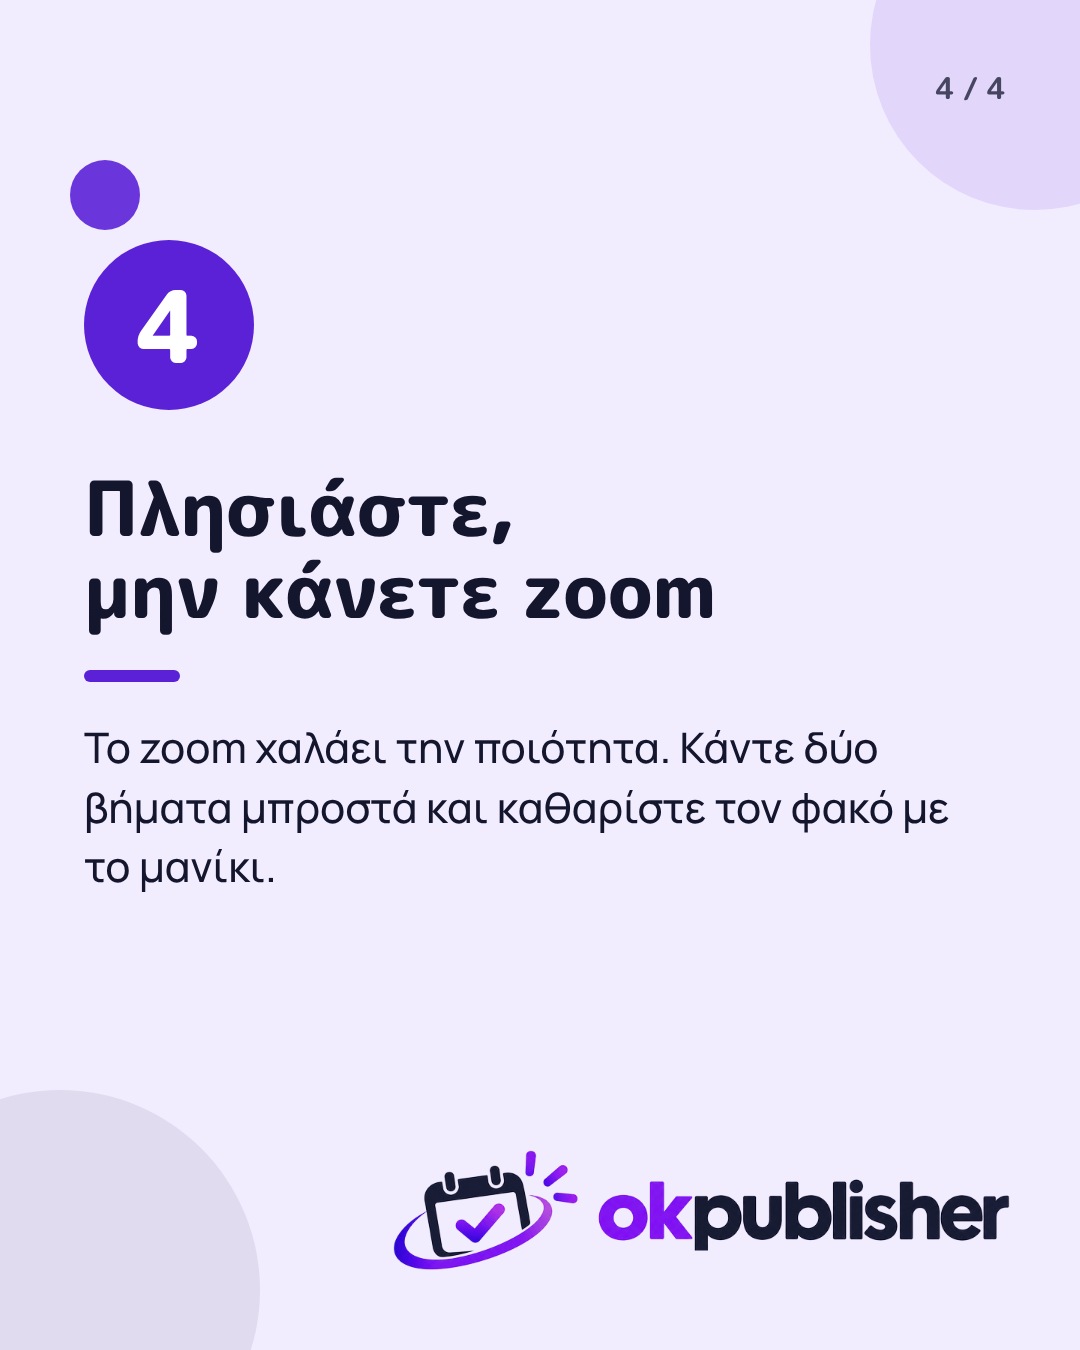 4 / 4
4
Πλησιάστε,
μην κάνετε zoom
Το zoom χαλάει την ποιότητα. Κάντε δύο
βήματα μπροστά και καθαρίστε τον φακό με
το μανίκι.
okpublisher